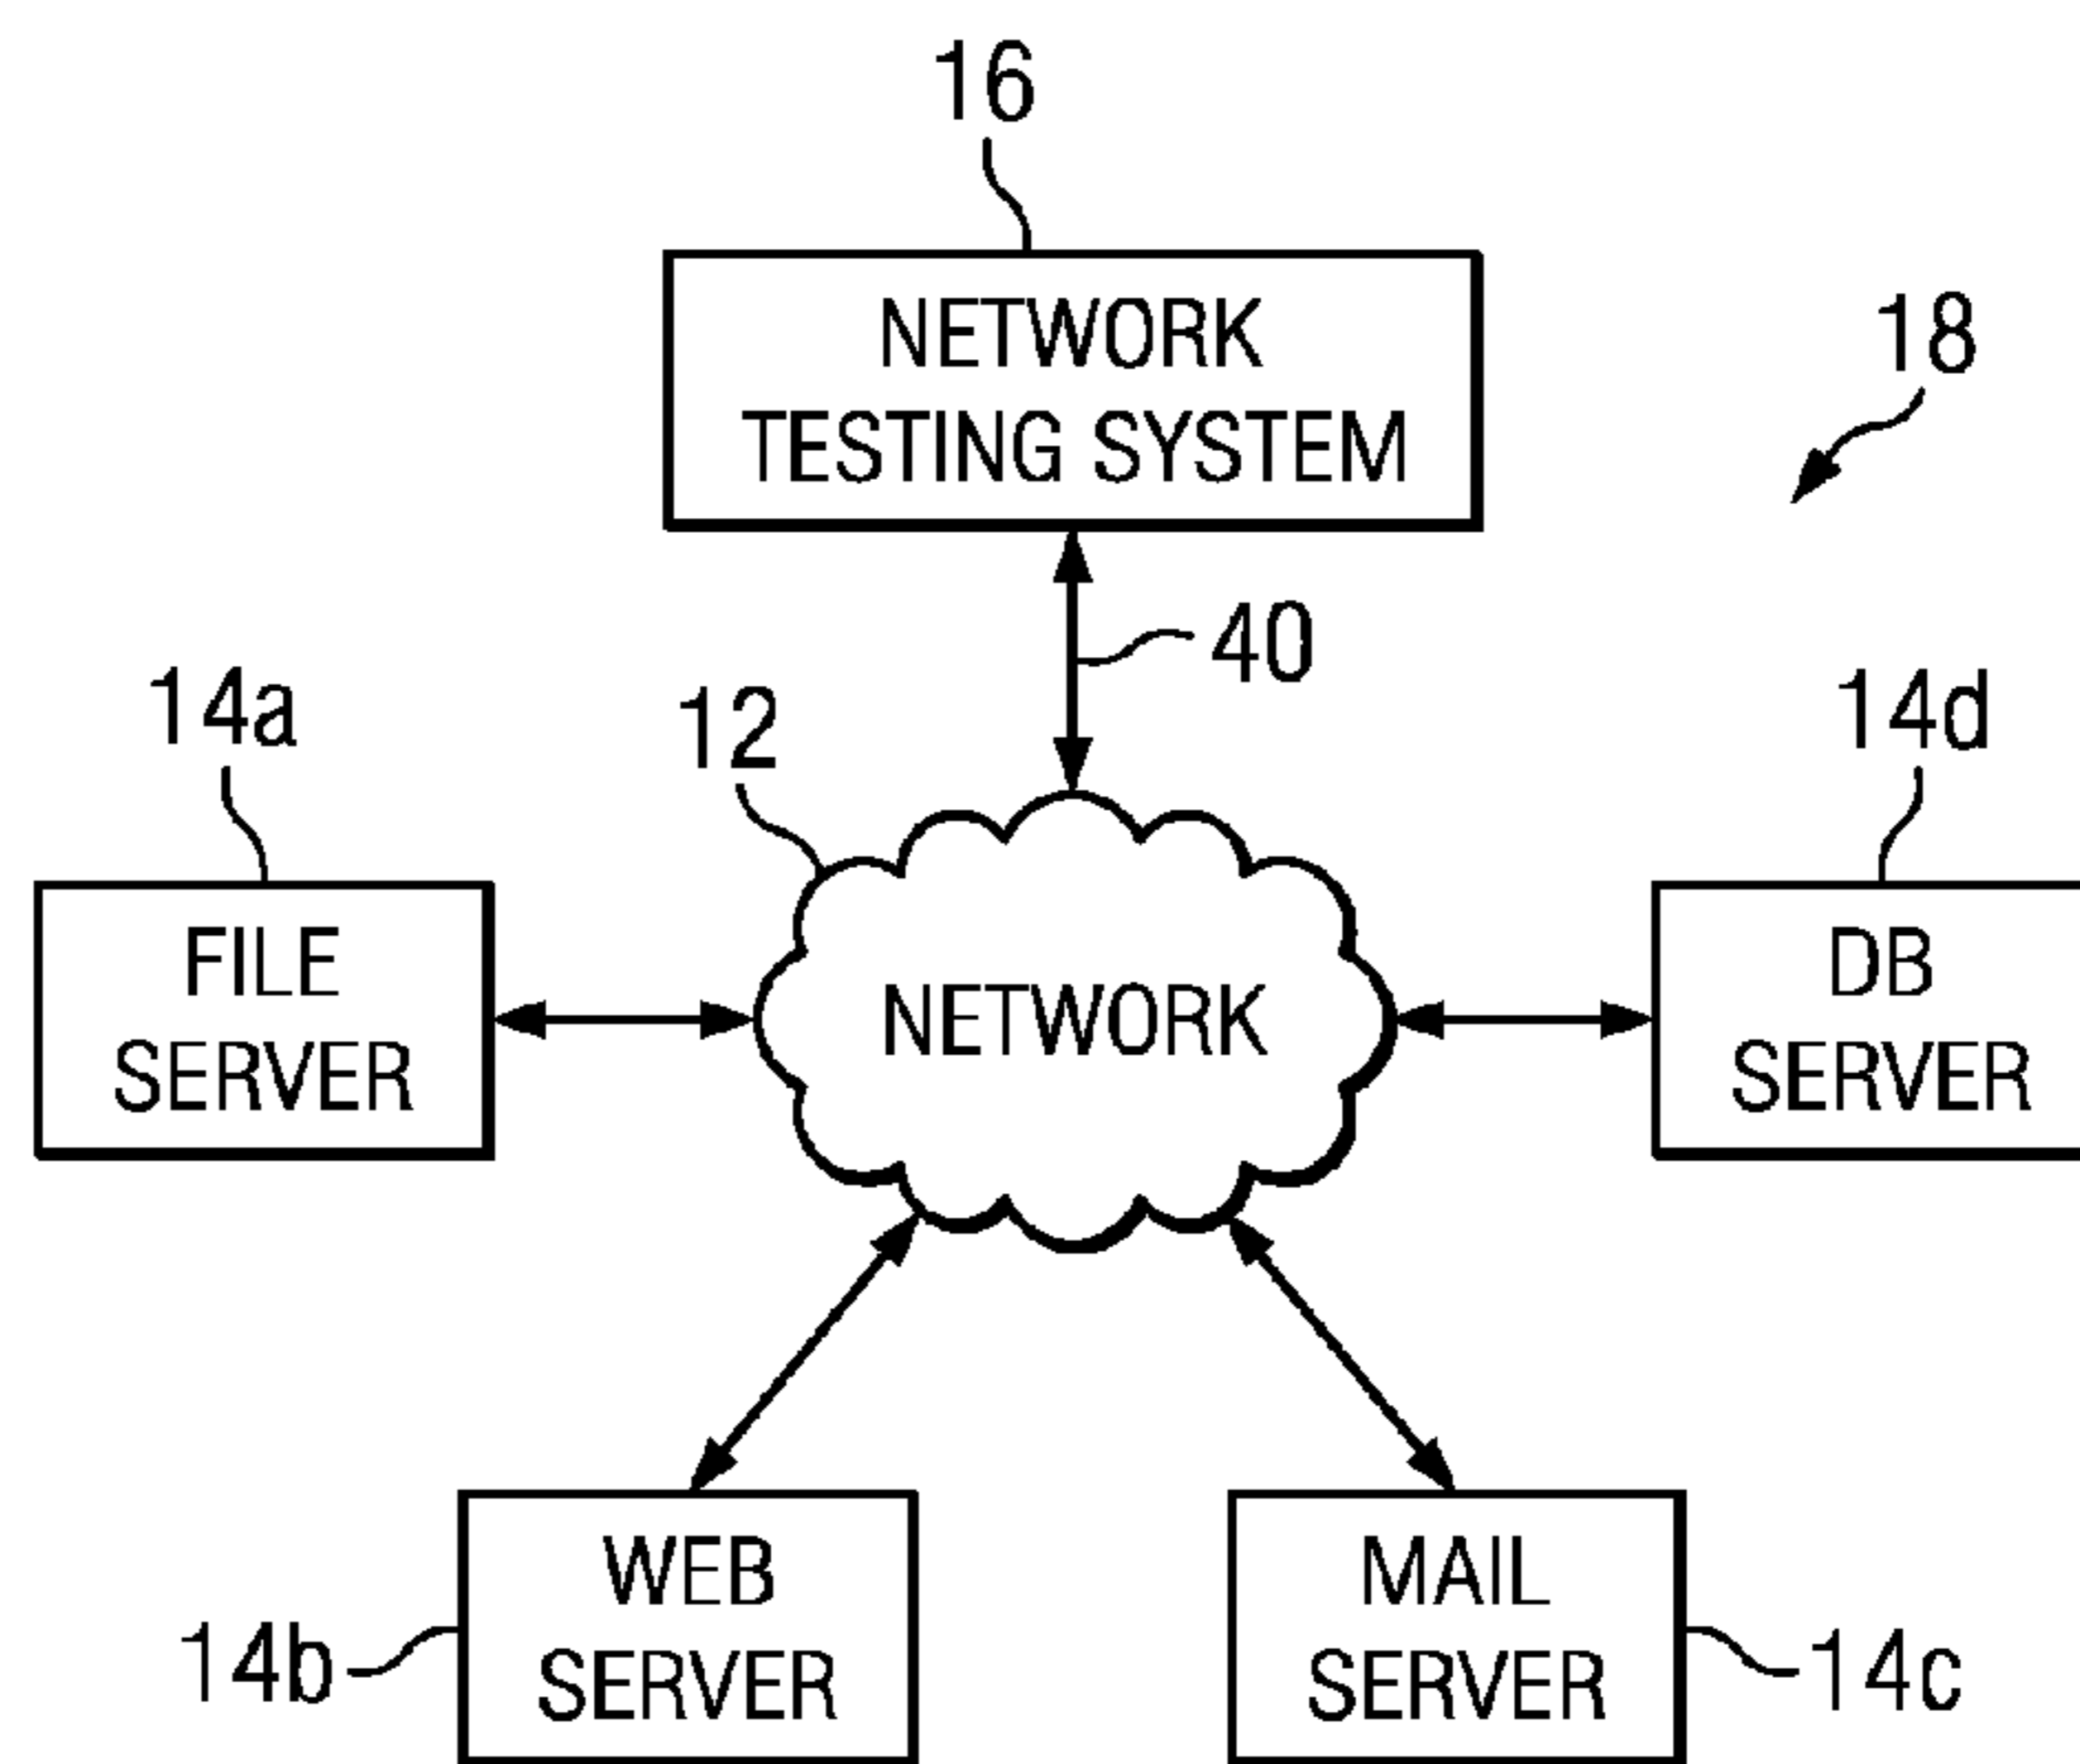 16
NETWORK
TESTING SYSTEM
18
40
14a
12
14d
FILE
SERVER
NETWORK
DB
SERVER
WEB
SERVER
14b
MAIL
SERVER
14c